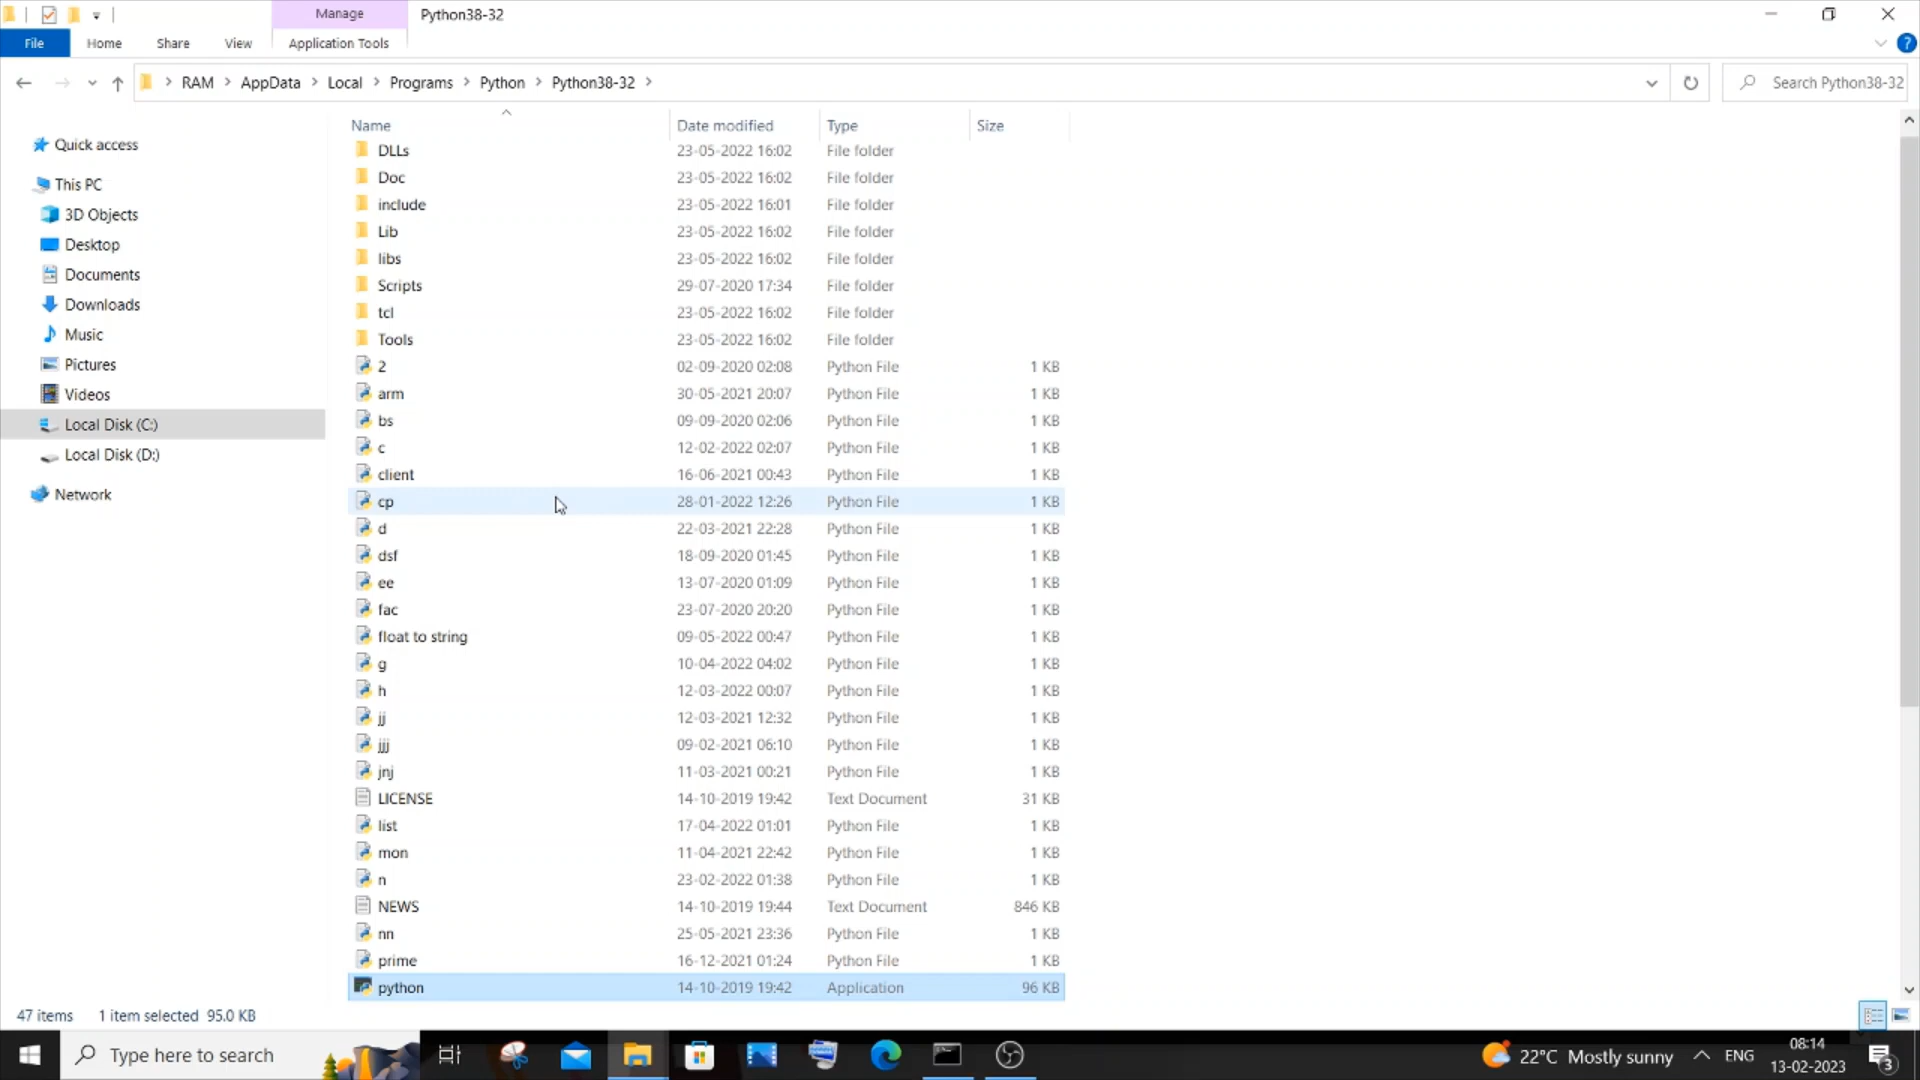 Manage
Python38-32
File Home Share View Application Tools
RAM AppData Local Programs Python Python38-32
Search Python38-32
Name Date modified Type Size
Quick access
This PC
3D Objects
Desktop
Documents
Downloads
Music
Pictures
Videos
Local Disk (C:)
Local Disk (D:)
Network
DLLs 23-05-2022 16:02 File folder
Doc 23-05-2022 16:02 File folder
include 23-05-2022 16:01 File folder
Lib 23-05-2022 16:02 File folder
libs 23-05-2022 16:02 File folder
Scripts 29-07-2020 17:34 File folder
tcl 23-05-2022 16:02 File folder
Tools 23-05-2022 16:02 File folder
2 02-09-2020 02:08 Python File 1 KB
arm 30-05-2021 20:07 Python File 1 KB
bs 09-09-2020 02:06 Python File 1 KB
c 12-02-2022 02:07 Python File 1 KB
client 16-06-2021 00:43 Python File 1 KB
cp 28-01-2022 12:26 Python File 1 KB
d 22-03-2021 22:28 Python File 1 KB
dsf 18-09-2020 01:45 Python File 1 KB
ee 13-07-2020 01:09 Python File 1 KB
fac 23-07-2020 20:20 Python File 1 KB
float to string 09-05-2022 00:47 Python File 1 KB
g 10-04-2022 04:02 Python File 1 KB
h 12-03-2022 00:07 Python File 1 KB
jj 12-03-2021 12:32 Python File 1 KB
jjj 09-02-2021 06:10 Python File 1 KB
jnj 11-03-2021 00:21 Python File 1 KB
LICENSE 14-10-2019 19:42 Text Document 31 KB
list 17-04-2022 01:01 Python File 1 KB
mon 11-04-2021 22:42 Python File 1 KB
n 23-02-2022 01:38 Python File 1 KB
NEWS 14-10-2019 19:44 Text Document 846 KB
nn 25-05-2021 23:36 Python File 1 KB
prime 16-12-2021 01:24 Python File 1 KB
python 14-10-2019 19:42 Application 96 KB
47 items 1 item selected 95.0 KB
Type here to search
22°C Mostly sunny
ENG
08:14
13-02-2023
3